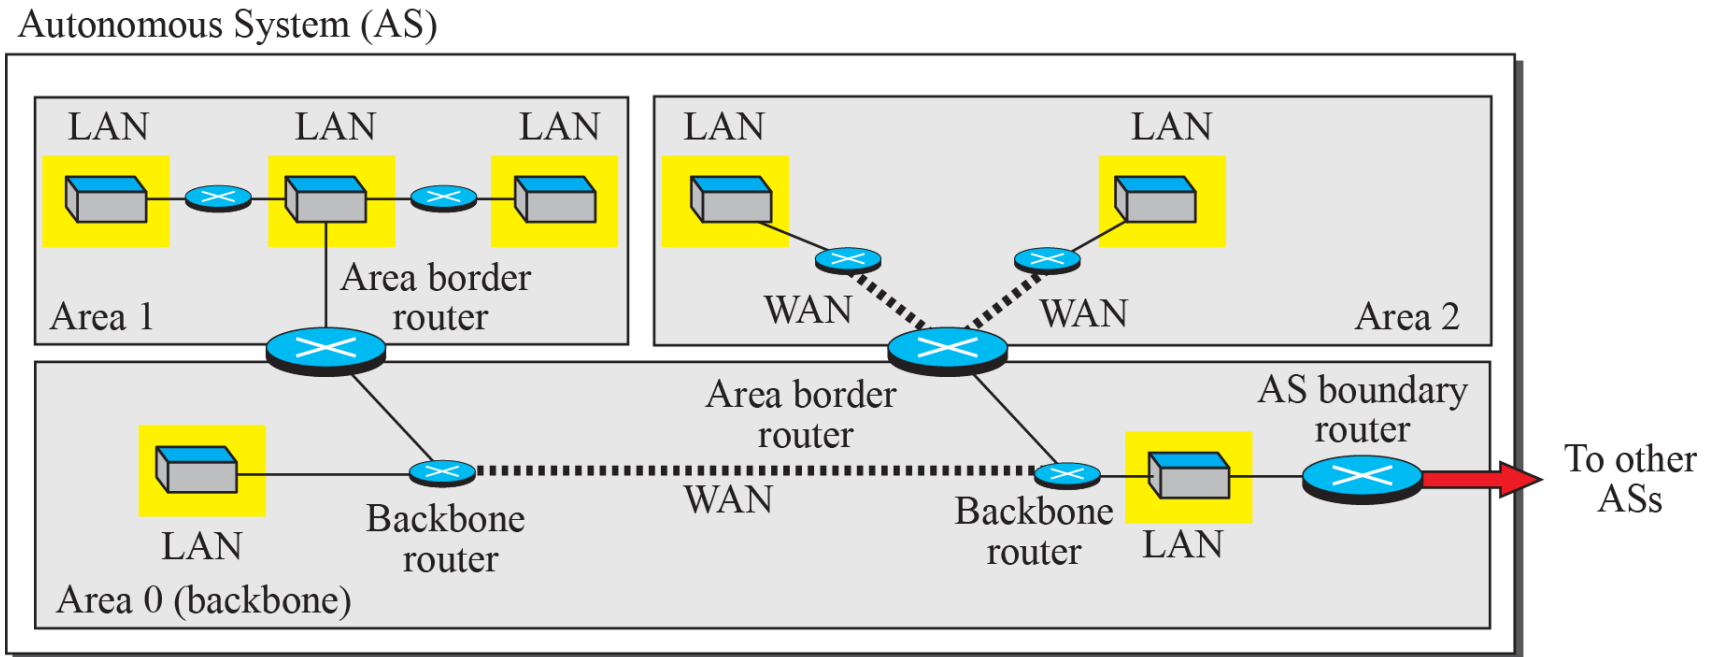 Autonomous System (AS)
LAN
LAN
LAN
LAN
LAN
Area border
router
Area 1
WAN
WAN
Area 2
Area border
router
AS boundary
router
To other
ASs
WAN
Backbone
router
Backbone
router
LAN
LAN
Area 0 (backbone)